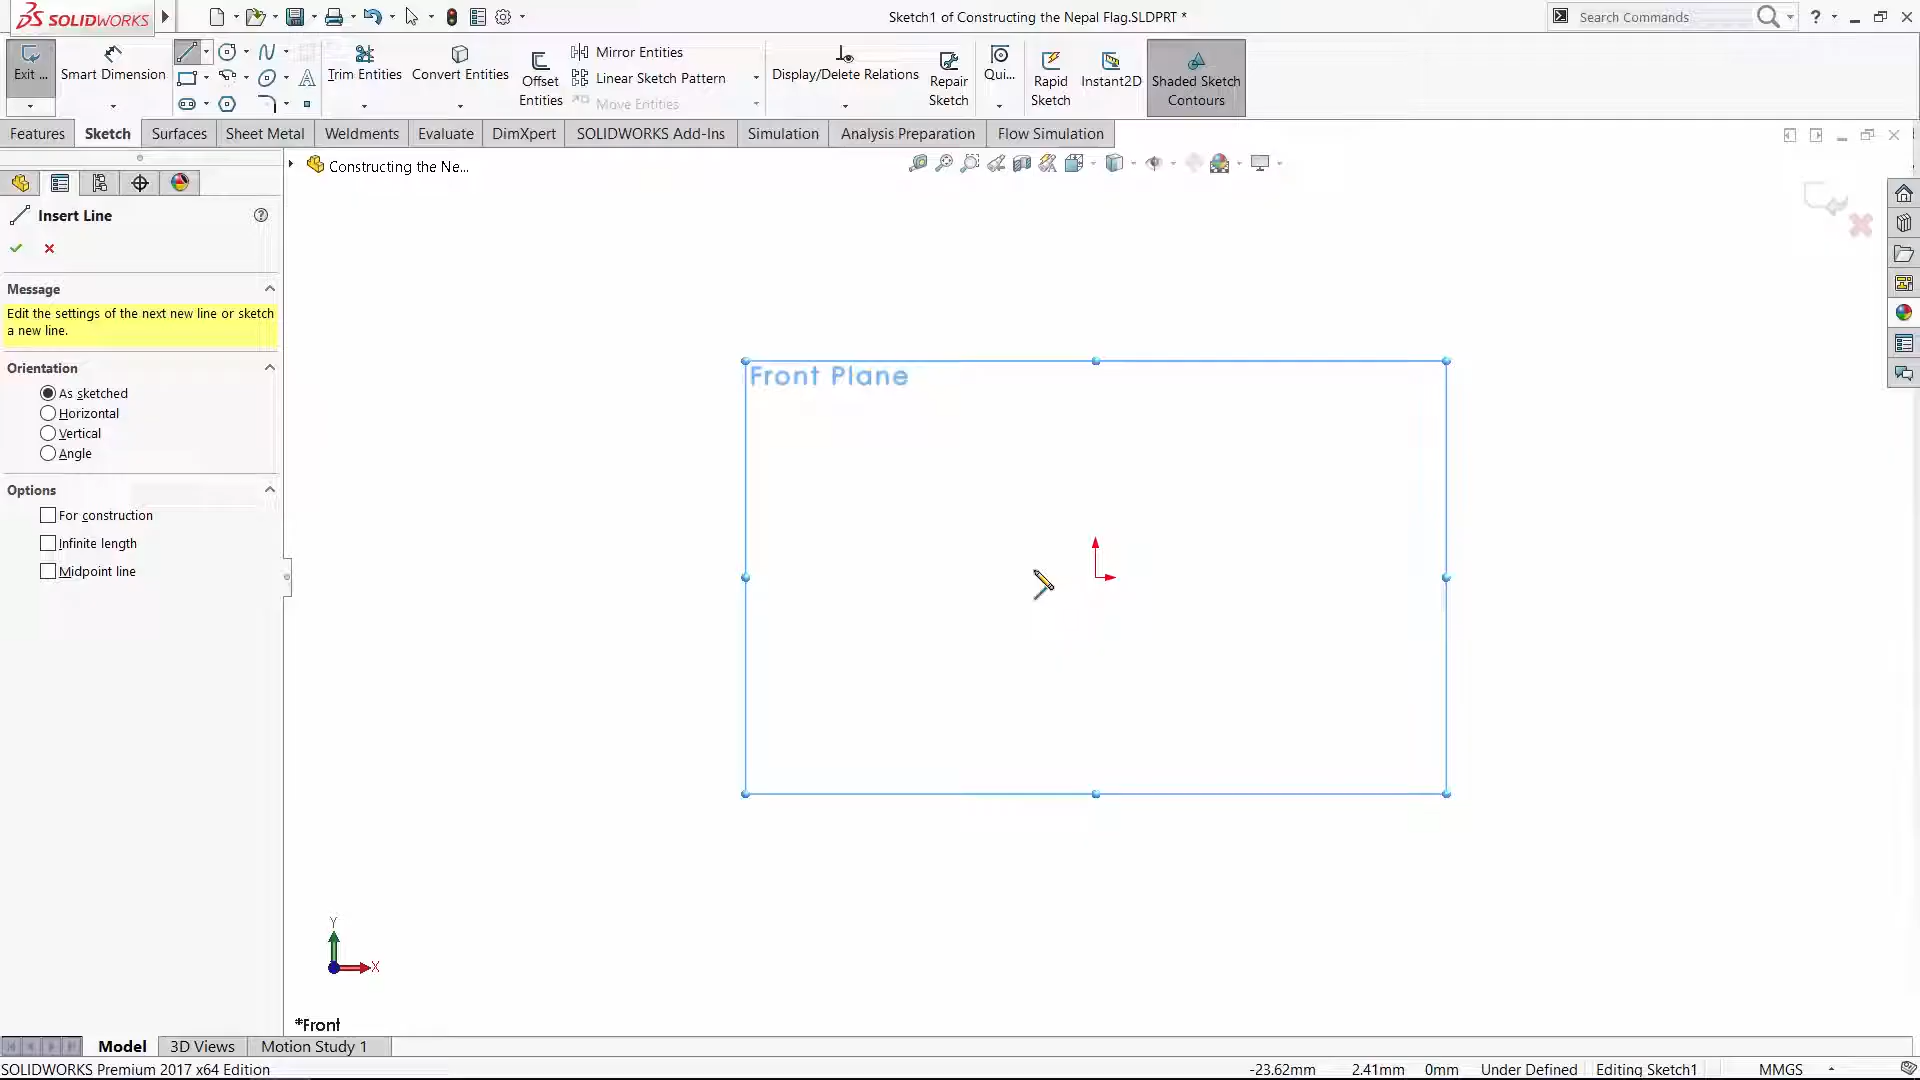 SOLIDWORKS
Sketch1 of Constructing the Nepal Flag.SLDPRT *
Search Commands
Exit ...
Smart Dimension
Trim Entities
Convert Entities
Offset
Entities
Mirror Entities
Linear Sketch Pattern
Move Entities
Display/Delete Relations
Repair
Sketch
Qui...
Rapid
Sketch
Instant2D
Shaded Sketch
Contours
Features
Sketch
Surfaces
Sheet Metal
Weldments
Evaluate
DimXpert
SOLIDWORKS Add-Ins
Simulation
Analysis Preparation
Flow Simulation
Constructing the Ne...
Insert Line
Message
Edit the settings of the next new line or sketch
a new line.
Orientation
As sketched
Horizontal
Vertical
Angle
Options
For construction
Infinite length
Midpoint line
Front Plane
Y
X
*Front
Model
3D Views
Motion Study 1
SOLIDWORKS Premium 2017 x64 Edition
-23.62mm
2.41mm
0mm
Under Defined
Editing Sketch1
MMGS